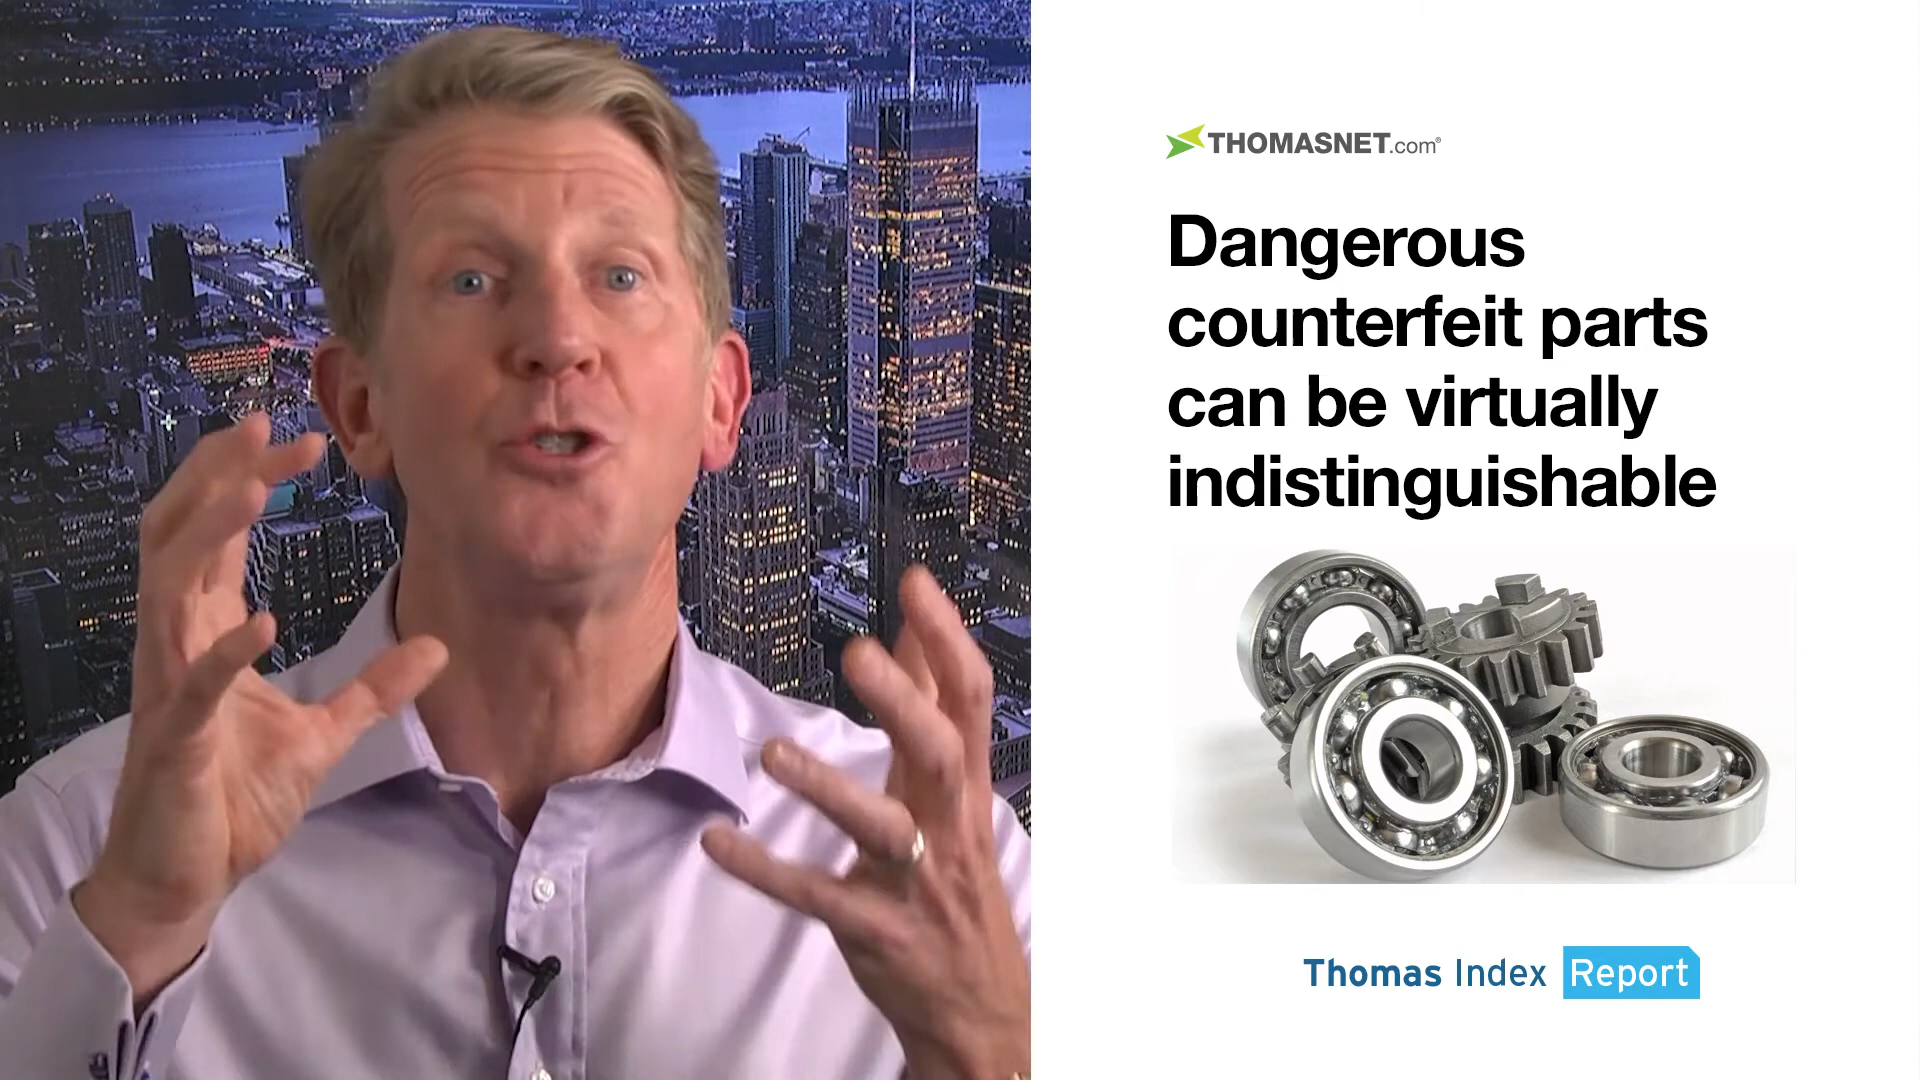 THOMASNET.com®
Dangerous
counterfeit parts
can be virtually
indistinguishable
Thomas Index Report